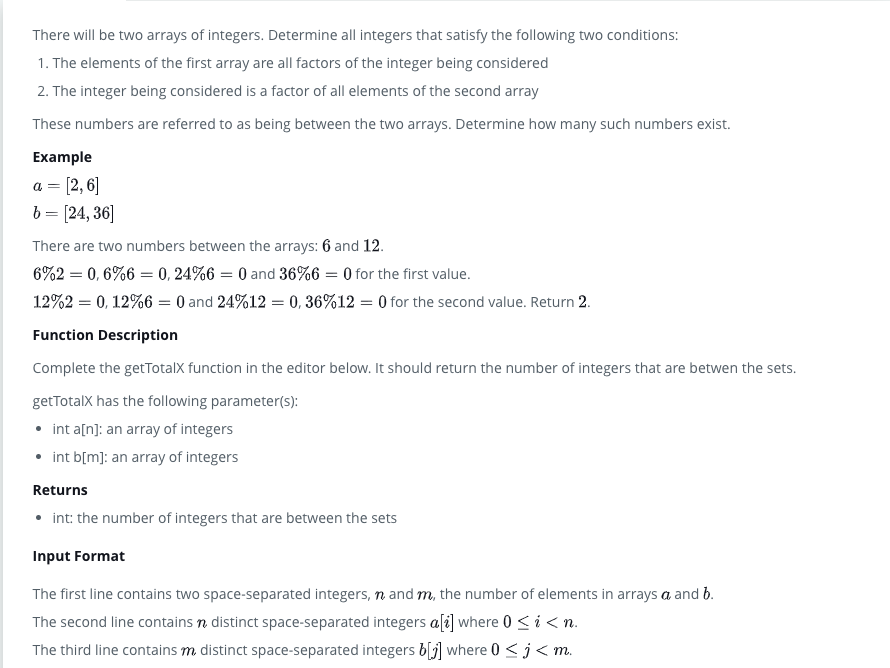 There will be two arrays of integers. Determine all integers that satisfy the following two conditions:
1. The elements of the first array are all factors of the integer being considered
2. The integer being considered is a factor of all elements of the second array
These numbers are referred to as being between the two arrays. Determine how many such numbers exist.
Example
a = [2, 6]
b = [24, 36]
There are two numbers between the arrays: 6 and 12.
6%2 = 0, 6%6 = 0, 24%6 = 0 and 36%6 = 0 for the first value.
12%2 = 0, 12%6 = 0 and 24%12 = 0, 36%12 = 0 for the second value. Return 2.
Function Description
Complete the getTotalX function in the editor below. It should return the number of integers that are betwen the sets.
getTotalX has the following parameter(s):
• int a[n]: an array of integers
• int b[m]: an array of integers
Returns
• int: the number of integers that are between the sets
Input Format
The first line contains two space-separated integers, n and m, the number of elements in arrays a and b.
The second line contains n distinct space-separated integers a[i] where 0 ≤ i < n.
The third line contains m distinct space-separated integers b[j] where 0 ≤ j < m.